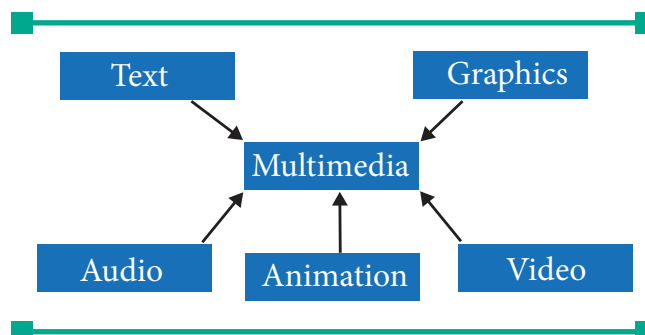 Text
Graphics
Multimedia
Audio
Animation
Video